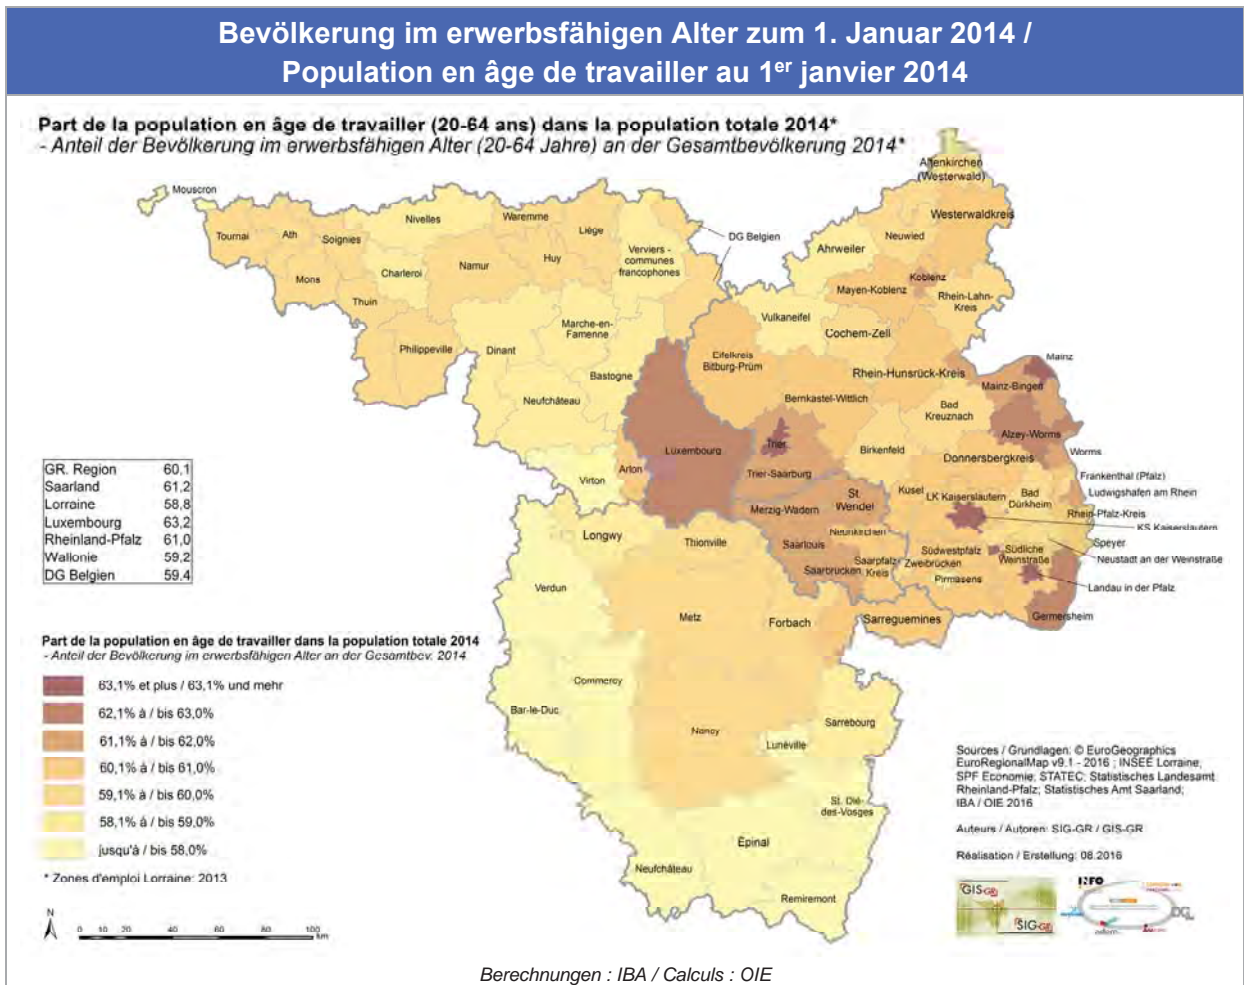 Bevölkerung im erwerbsfähigen Alter zum 1. Januar 2014 /
Population en âge de travailler au 1er janvier 2014
Part de la population en âge de travailler (20-64 ans) dans la population totale 2014*
- Anteil der Bevölkerung im erwerbsfähigen Alter (20-64 Jahre) an der Gesamtbevölkerung 2014*
Mouscron
Tournai
Ath
Soignies
Nivelles
Waremme
Liège
Verviers -
communes
francophones
DG Belgien
Mons
Charleroi
Namur
Huy
Thuin
Philippeville
Dinant
Marche-en-
Famenne
Bastogne
Neufchâteau
Virton
Arlon
Luxembourg
Altenkirchen
(Westerwald)
Westerwaldkreis
Neuwied
Ahrweiler
Koblenz
Mayen-Koblenz
Rhein-Lahn-
Kreis
Vulkaneifel
Cochem-Zell
Eifelkreis
Bitburg-Prüm
Rhein-Hunsrück-Kreis
Bernkastel-Wittlich
Mainz
Mainz-Bingen
Bad
Kreuznach
Alzey-Worms
Worms
Trier
Trier-Saarburg
Birkenfeld
Donnersbergkreis
Frankenthal (Pfalz)
Ludwigshafen am Rhein
Kusel
LK Kaiserslautern
Bad
Dürkheim
Rhein-Pfalz-Kreis
KS Kaiserslautern
Speyer
Neustadt an der Weinstraße
Südwestpfalz
Zweibrücken
Südliche
Weinstraße
Pirmasens
Landau in der Pfalz
Germersheim
St.
Wendel
Merzig-Wadern
Neunkirchen
Saarlouis
Saarbrücken
Saarpfalz-
Kreis
Sarreguemines
Longwy
Thionville
Verdun
Metz
Forbach
Commercy
Bar-le-Duc
Nancy
Lunéville
Sarrebourg
St. Dié-
des-Vosges
Épinal
Neufchâteau
Remiremont
GR. Region 60,1
Saarland 61,2
Lorraine 58,8
Luxembourg 63,2
Rheinland-Pfalz 61,0
Wallonie 59,2
DG Belgien 59.4
Part de la population en âge de travailler dans la population totale 2014
- Anteil der Bevölkerung im erwerbsfähigen Alter an der Gesamtbev. 2014
63,1% et plus / 63,1% und mehr
62,1% à / bis 63,0%
61,1% à / bis 62,0%
60,1% à / bis 61,0%
59,1% à / bis 60,0%
58,1% à / bis 59,0%
jusqu'à / bis 58,0%
* Zones d'emploi Lorraine: 2013
N
0 10 20 40 60 80 100
km
Sources / Grundlagen: © EuroGeographics
EuroRegionalMap v9.1 - 2016 ; INSEE Lorraine,
SPF Economie; STATEC; Statistisches Landesamt
Rheinland-Pfalz; Statistisches Amt Saarland;
IBA / OIE 2016
Auteurs / Autoren: SIG-GR / GIS-GR
Réalisation / Erstellung: 08.2016
GIS-GR
SIG-GR
INFO
Berechnungen : IBA / Calculs : OIE